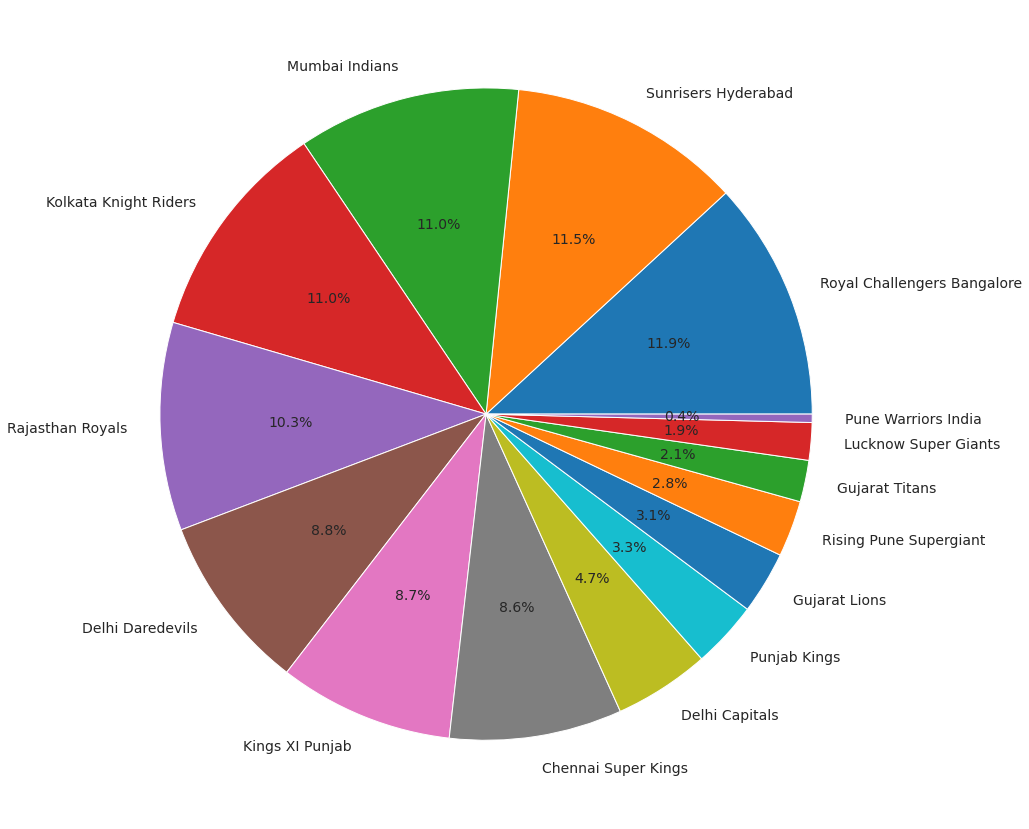 Mumbai Indians
Sunrisers Hyderabad
Kolkata Knight Riders
11.0%
11.5%
Royal Challengers Bangalore
11.0%
11.9%
0.4%
Pune Warriors India
Rajasthan Royals
10.3%
1.9%
Lucknow Super Giants
2.1%
Gujarat Titans
2.8%
8.8%
3.1%
Rising Pune Supergiant
3.3%
4.7%
8.7%
8.6%
Gujarat Lions
Delhi Daredevils
Punjab Kings
Delhi Capitals
Kings XI Punjab
Chennai Super Kings